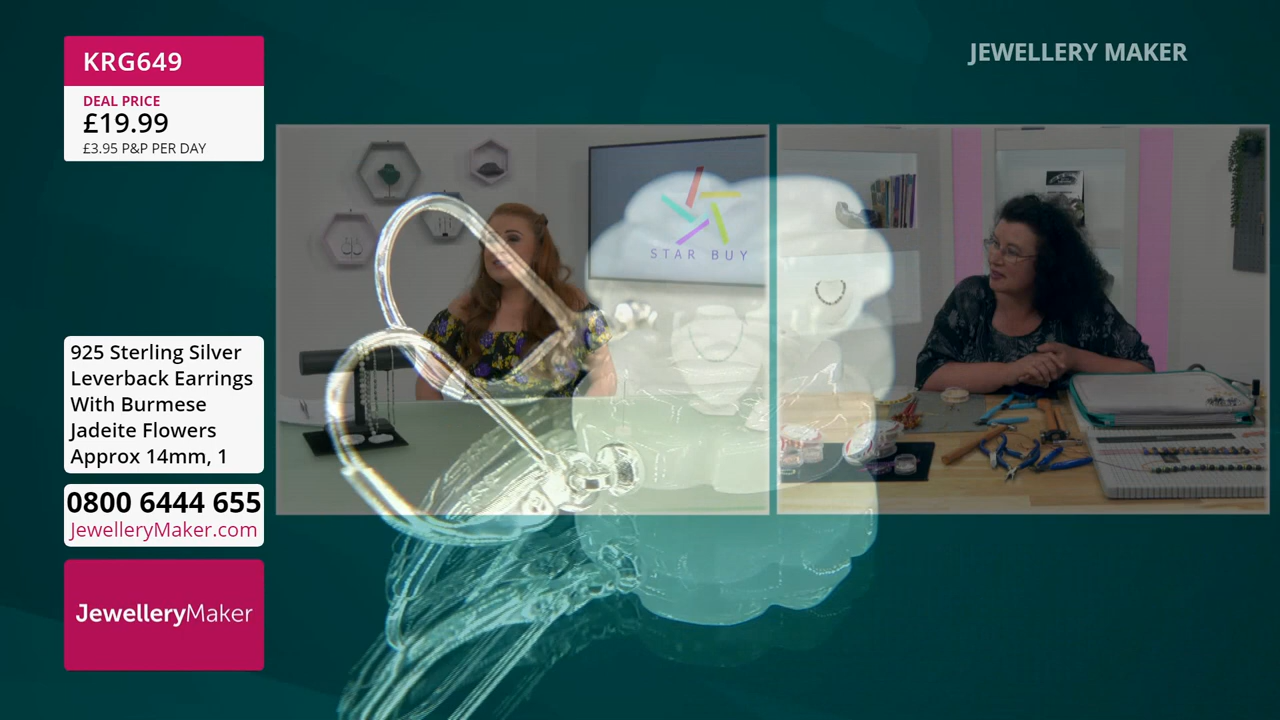 KRG649
DEAL PRICE
£19.99
£3.95 P&P PER DAY
925 Sterling Silver
Leverback Earrings
With Burmese
Jadeite Flowers
Approx 14mm, 1
0800 6444 655
JewelleryMaker.com
JewelleryMaker
JEWELLERY MAKER
STAR BUY